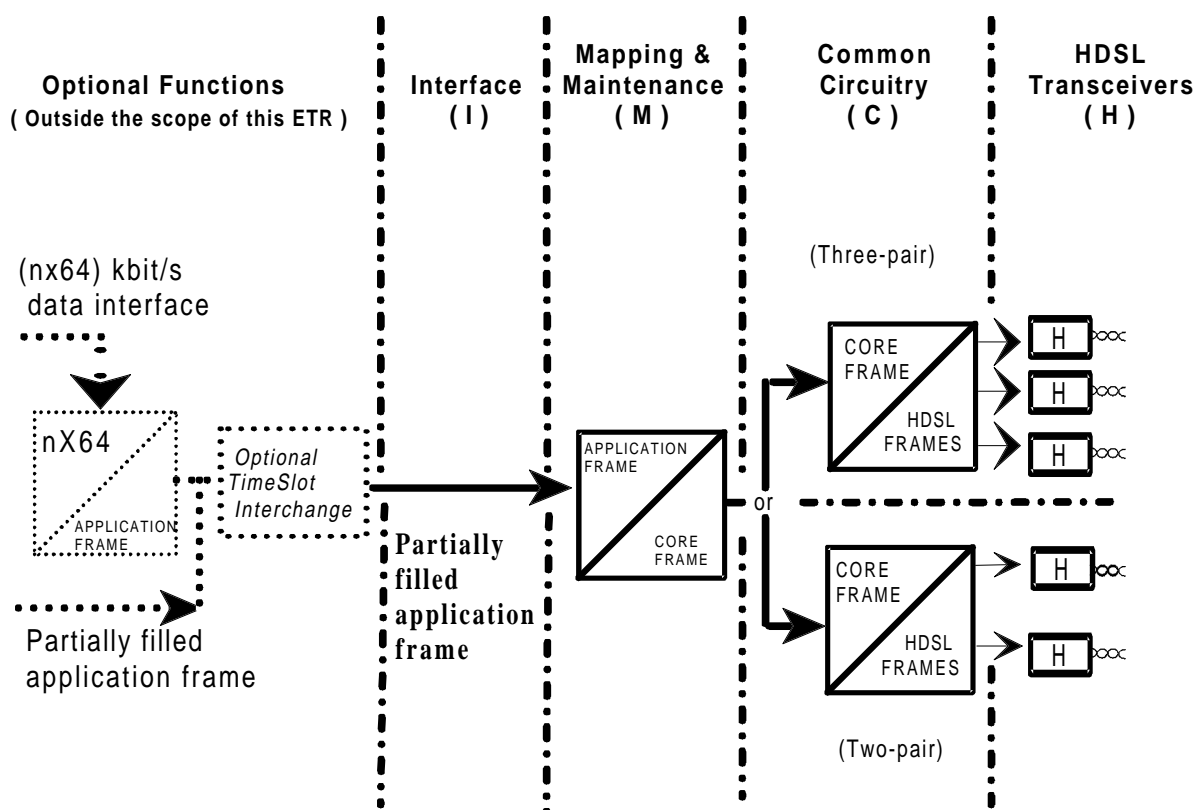 Optional Functions
( Outside the scope of this ETR )
Interface
( I )
Mapping &
Maintenance
( M )
Common
Circuitry
( C )
HDSL
Transceivers
( H )
(nx64) kbit/s
data interface
nX64
APPLICATION
FRAME
Optional
TimeSlot
Interchange
Partially filled
application frame
Partially
filled
application
frame
APPLICATION
FRAME
CORE
FRAME
or
(Three-pair)
CORE
FRAME
HDSL
FRAMES
H
H
H
CORE
FRAME
HDSL
FRAMES
H
H
(Two-pair)